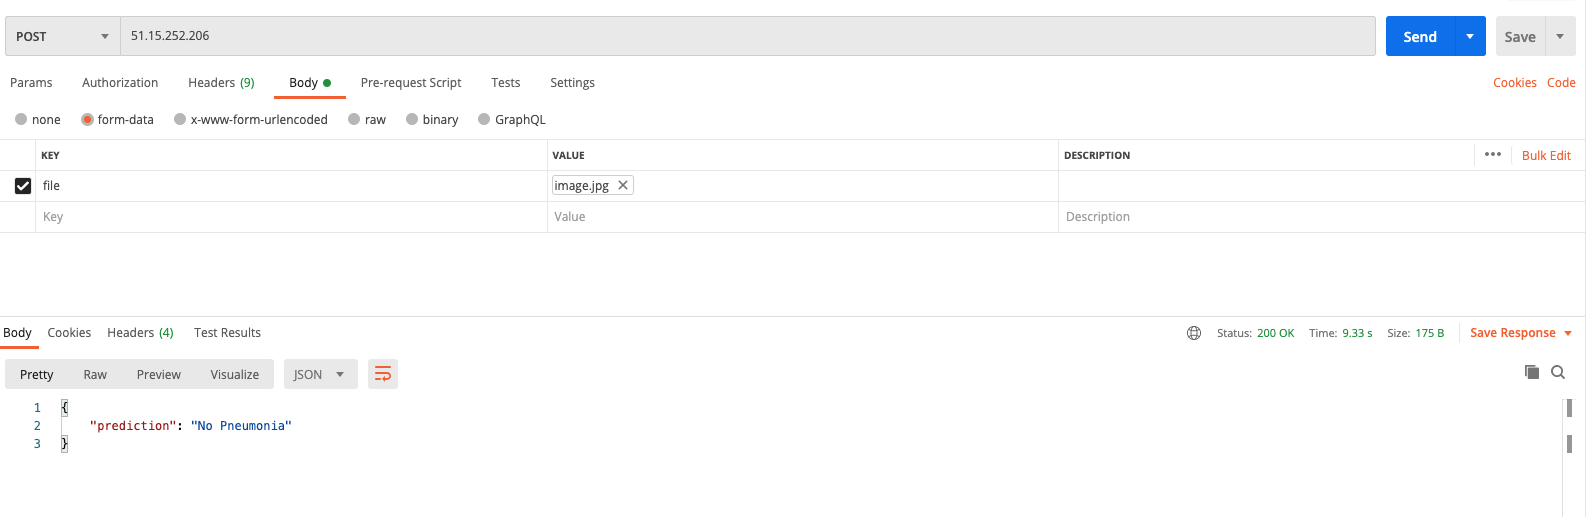 POST 51.15.252.206 Send Save
Params Authorization Headers (9) Body Pre-request Script Tests Settings Cookies Code
none form-data x-www-form-urlencoded raw binary GraphQL
KEY VALUE DESCRIPTION ••• Bulk Edit
file image.jpg
Key Value Description
Body Cookies Headers (4) Test Results Status: 200 OK Time: 9.33 s Size: 175 B Save Response
Pretty Raw Preview Visualize JSON
1 {
2 "prediction": "No Pneumonia"
3 }